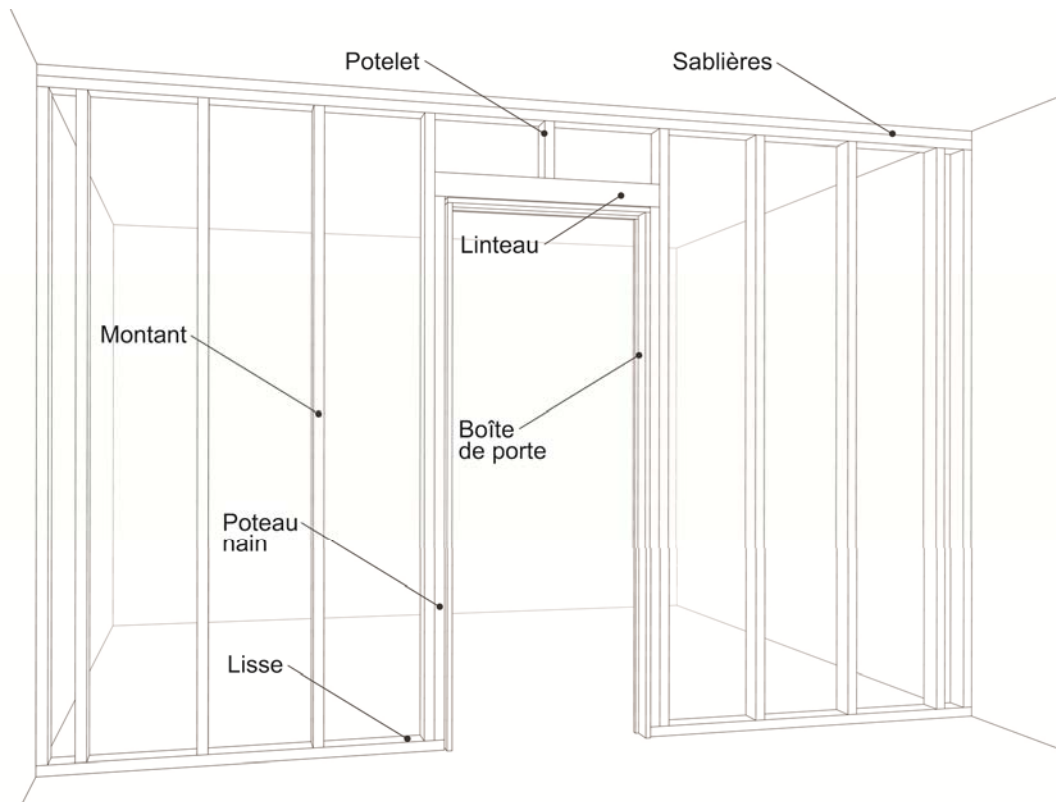 Potelet
Sablières
Linteau
Montant
Boîte
de porte
Poteau
nain
Lisse